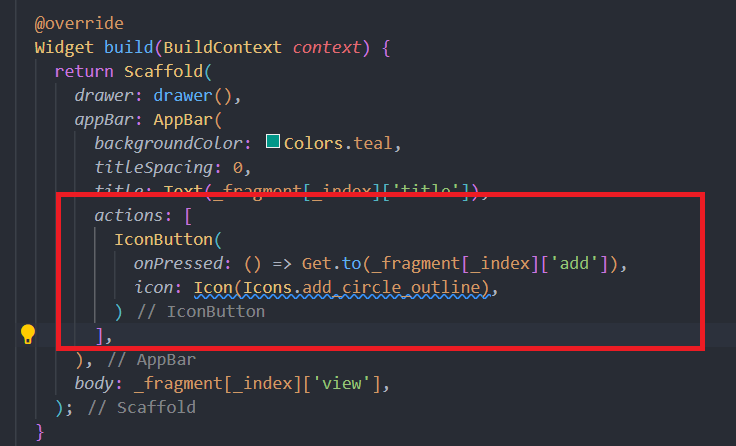 @override
Widget build(BuildContext context) {
return Scaffold(
drawer: drawer(),
appBar: AppBar(
backgroundColor: Colors.teal,
titleSpacing: 0,
title: Text(_fragment[_index]['title']),
actions: [
IconButton(
onPressed: () => Get.to(_fragment[_index]['add']),
icon: Icon(Icons.add_circle_outline),
) // IconButton
],
), // AppBar
body: _fragment[_index]['view'],
); // Scaffold
}